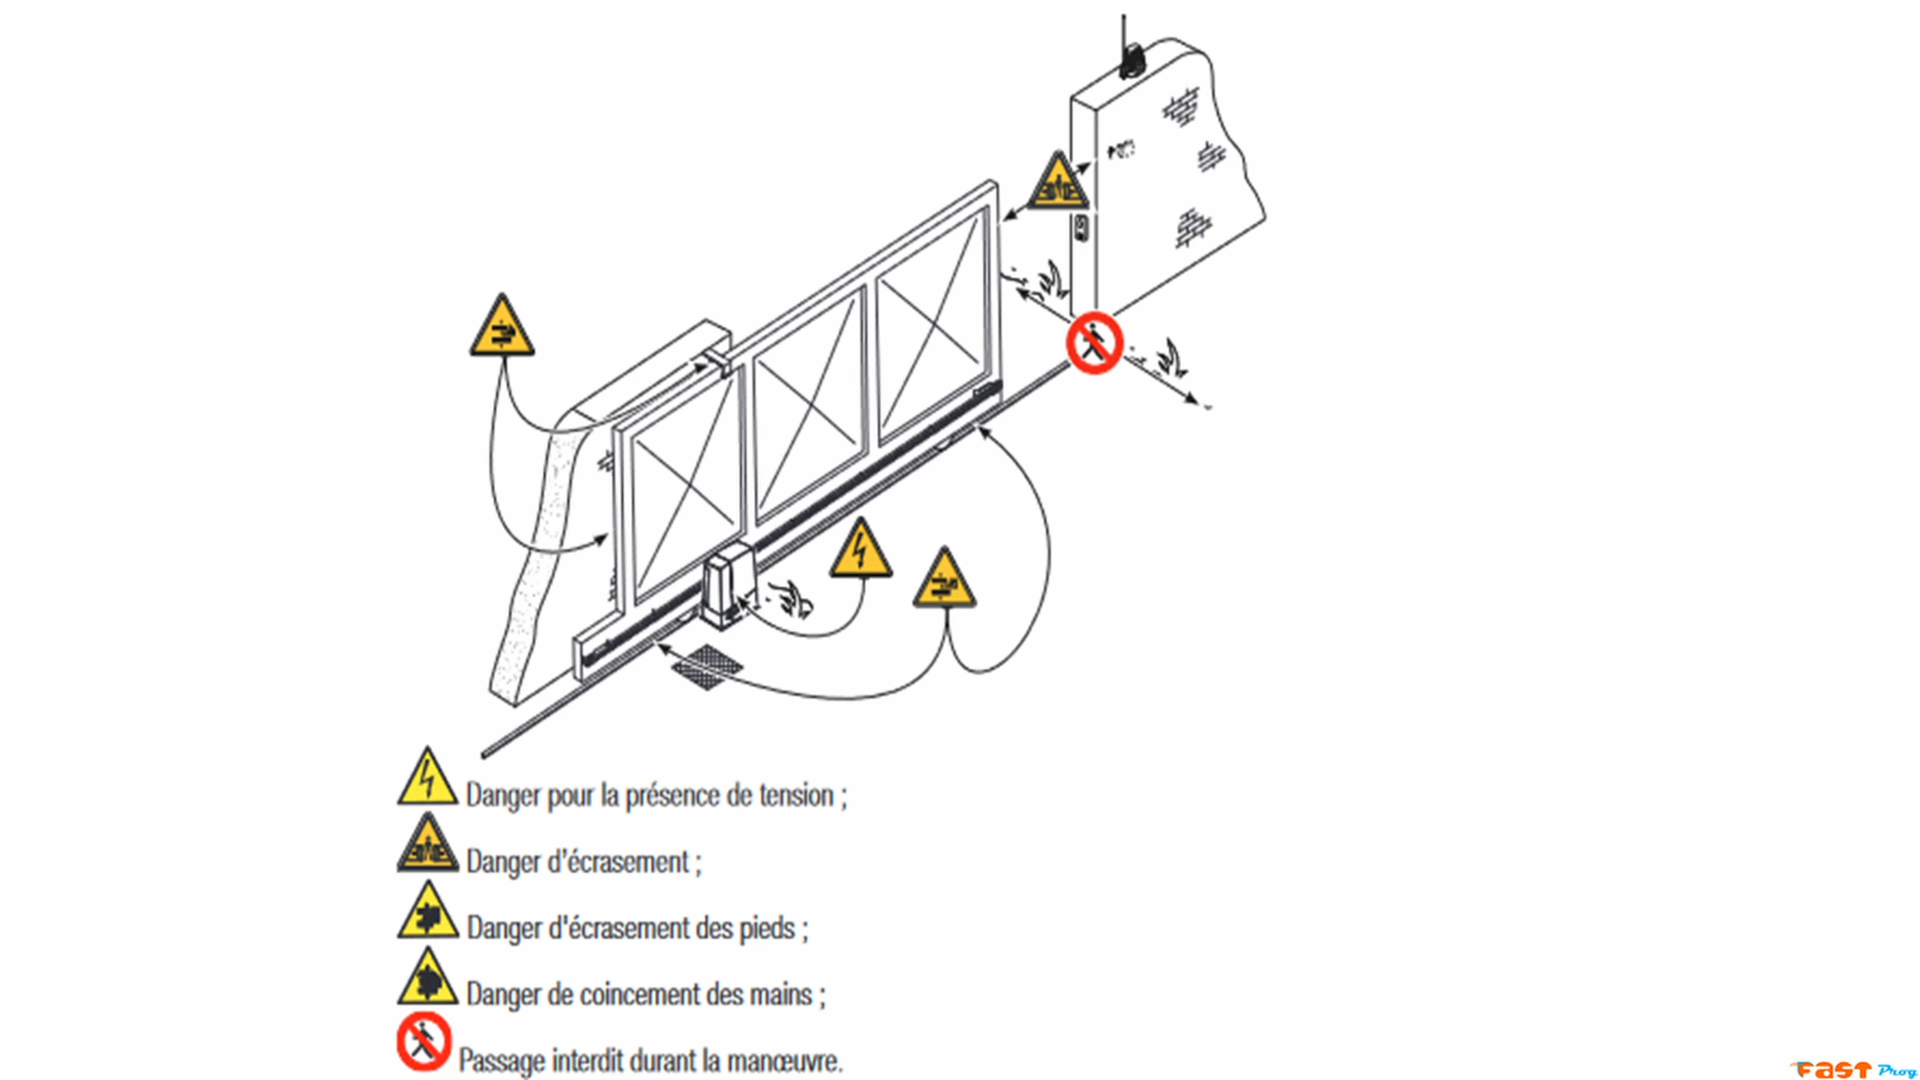 Danger pour la présence de tension ;
Danger d'écrasement ;
Danger d'écrasement des pieds ;
Danger de coincement des mains ;
Passage interdit durant la manœuvre.
FAST Prog